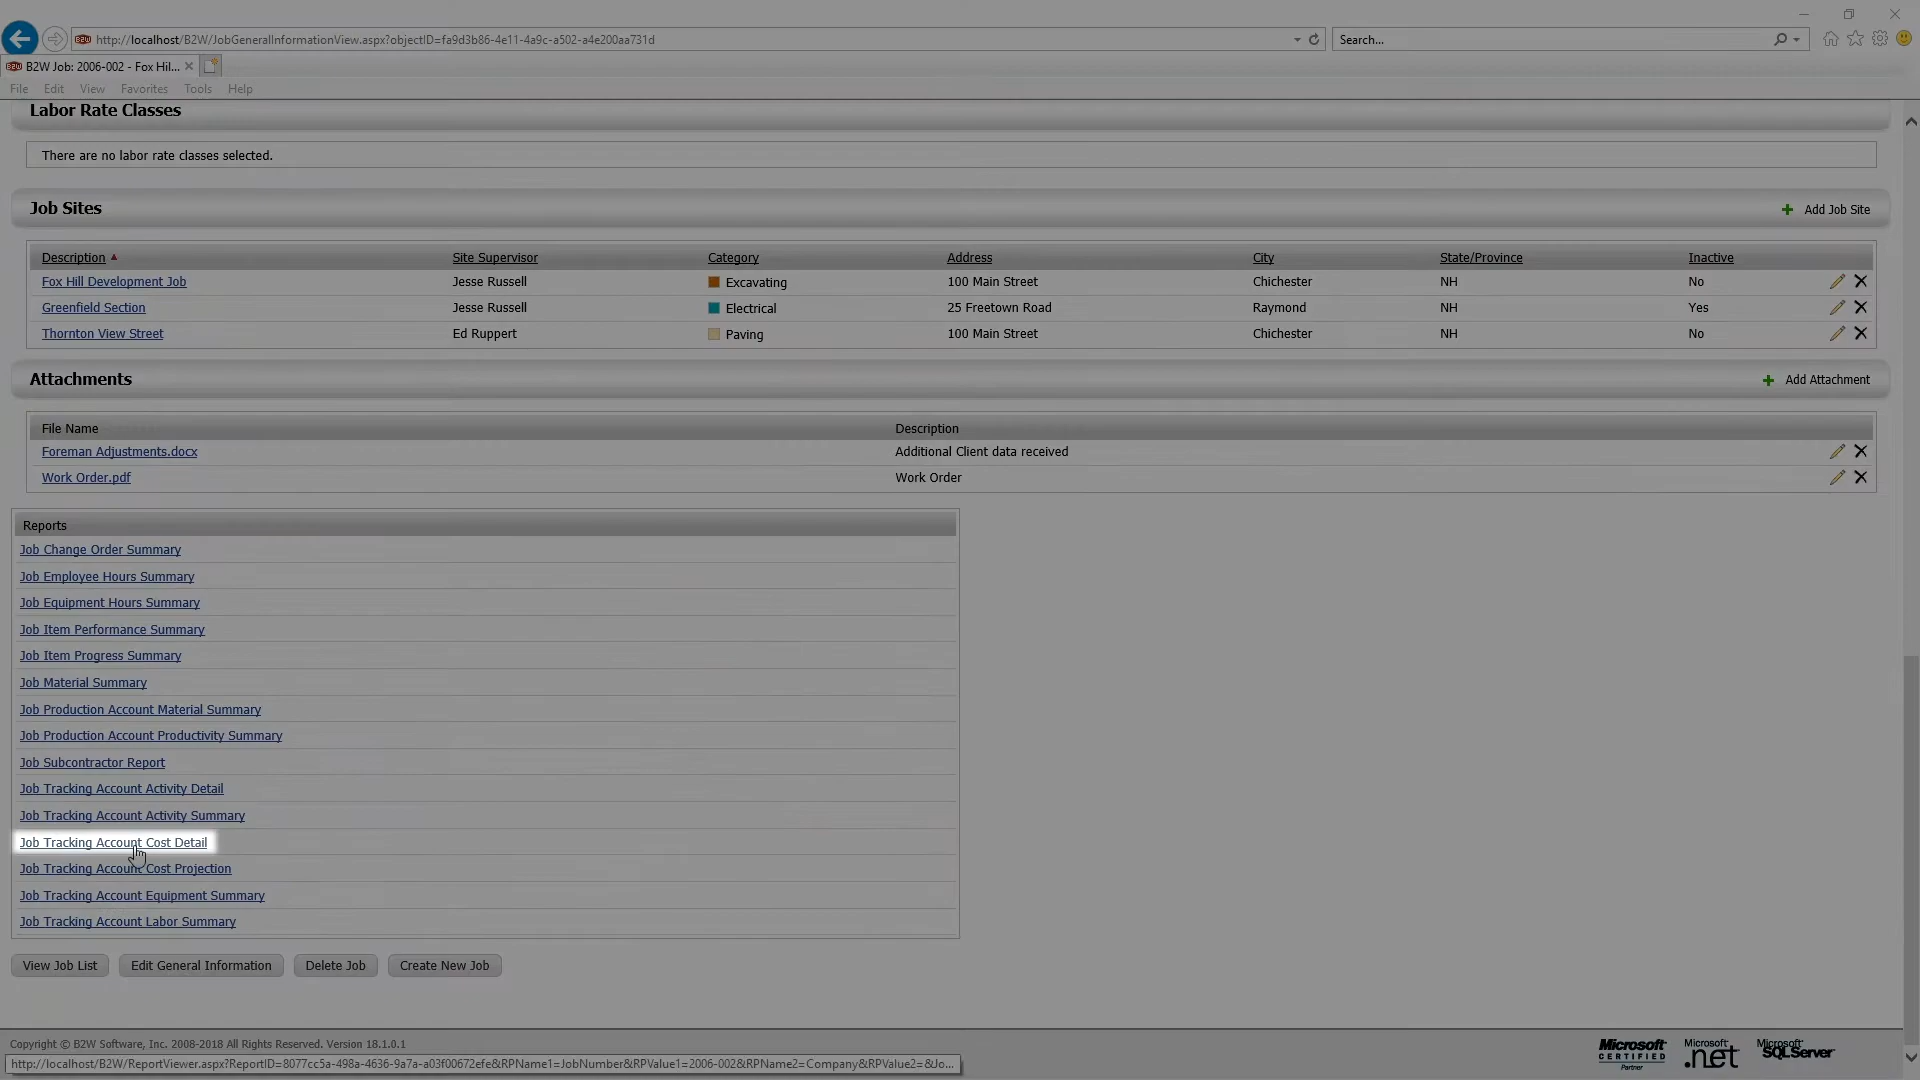 http://localhost/B2W/JobGeneralInformationView.aspx?objectID=fa9d3b86-4e11-4a9c-a502-a4e200aa731d
Search...
B2W Job: 2006-002 - Fox Hil...
File Edit View Favorites Tools Help
Labor Rate Classes
There are no labor rate classes selected.
Job Sites
Add Job Site
Description Site Supervisor Category Address City State/Province Inactive
Fox Hill Development Job Jesse Russell Excavating 100 Main Street Chichester NH No
Greenfield Section Jesse Russell Electrical 25 Freetown Road Raymond NH Yes
Thornton View Street Ed Ruppert Paving 100 Main Street Chichester NH No
Attachments
Add Attachment
File Name Description
Foreman Adjustments.docx Additional Client data received
Work Order.pdf Work Order
Reports
Job Change Order Summary
Job Employee Hours Summary
Job Equipment Hours Summary
Job Item Performance Summary
Job Item Progress Summary
Job Material Summary
Job Production Account Material Summary
Job Production Account Productivity Summary
Job Subcontractor Report
Job Tracking Account Activity Detail
Job Tracking Account Activity Summary
Job Tracking Account Cost Detail
Job Tracking Account Cost Projection
Job Tracking Account Equipment Summary
Job Tracking Account Labor Summary
View Job List Edit General Information Delete Job Create New Job
Copyright © B2W Software, Inc. 2008-2018 All Rights Reserved. Version 18.1.0.1
http://localhost/B2W/ReportViewer.aspx?ReportID=8077cc5a-498a-4636-9a7a-a03f00672efe&RPName1=JobNumber&RPValue1=2006-002&RPName2=Company&RPValue2=&Jo...
Microsoft CERTIFIED Partner
Microsoft .net
Microsoft SQLServer